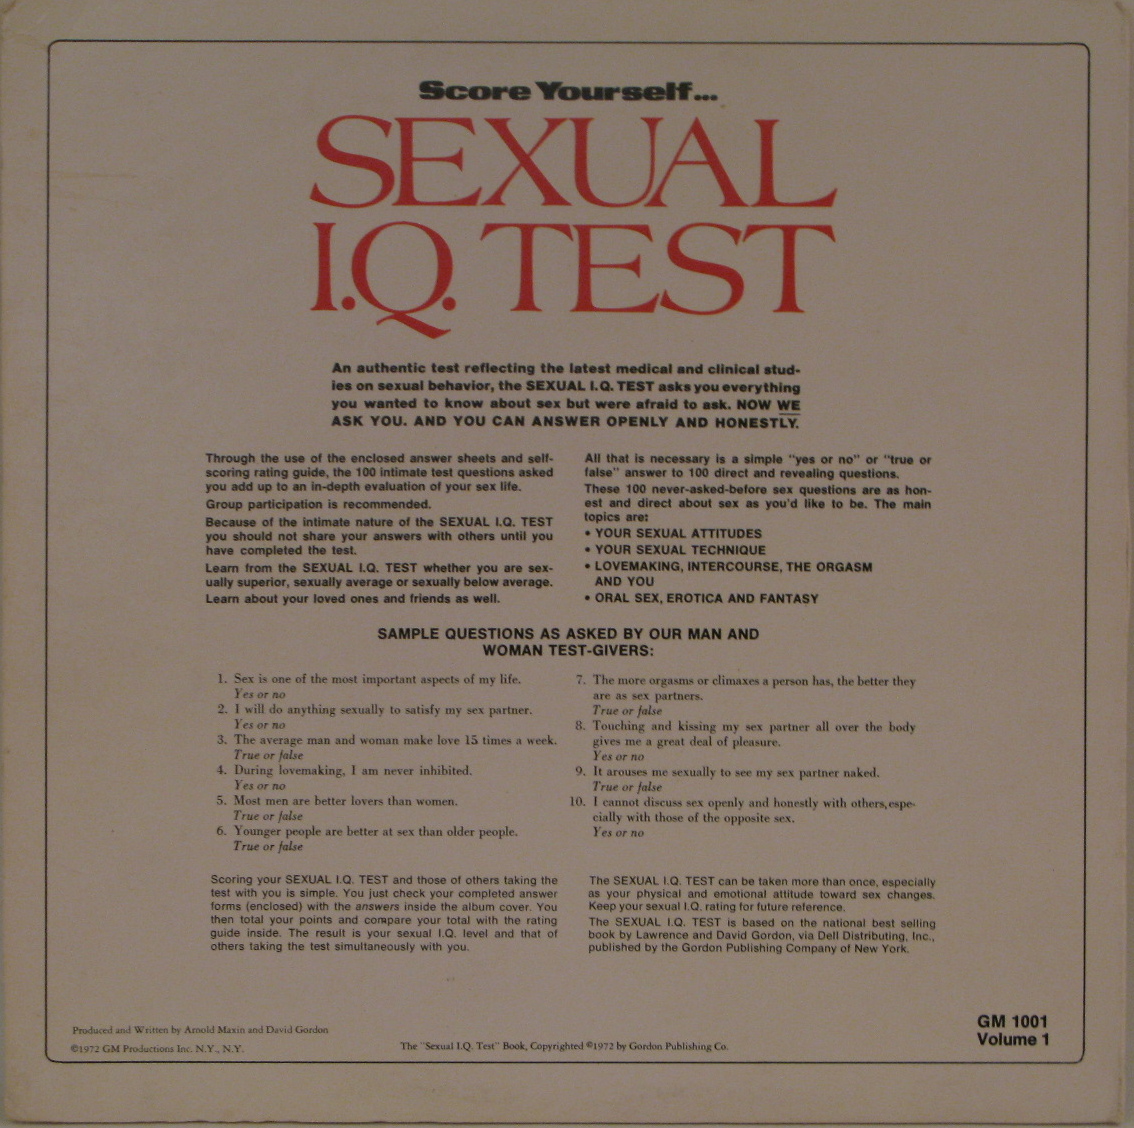 Score Yourself...
SEXUAL
I.Q. TEST
An authentic test reflecting the latest medical and clinical stud-
ies on sexual behavior, the SEXUAL I.Q. TEST asks you everything
you wanted to know about sex but were afraid to ask. NOW WE
ASK YOU. AND YOU CAN ANSWER OPENLY AND HONESTLY.
Through the use of the enclosed answer sheets and self-
scoring rating guide, the 100 intimate test questions asked
you add up to an in-depth evaluation of your sex life.
Group participation is recommended.
Because of the intimate nature of the SEXUAL I.Q. TEST
you should not share your answers with others until you
have completed the test.
Learn from the SEXUAL I.Q. TEST whether you are sex-
ually superior, sexually average or sexually below average.
Learn about your loved ones and friends as well.
All that is necessary is a simple "yes or no" or "true or
false" answer to 100 direct and revealing questions.
These 100 never-asked-before sex questions are as hon-
est and direct about sex as you'd like to be. The main
topics are:
• YOUR SEXUAL ATTITUDES
• YOUR SEXUAL TECHNIQUE
• LOVEMAKING, INTERCOURSE, THE ORGASM
AND YOU
• ORAL SEX, EROTICA AND FANTASY
SAMPLE QUESTIONS AS ASKED BY OUR MAN AND
WOMAN TEST-GIVERS:
1. Sex is one of the most important aspects of my life.
Yes or no
2. I will do anything sexually to satisfy my sex partner.
Yes or no
3. The average man and woman make love 15 times a week.
True or false
4. During lovemaking, I am never inhibited.
Yes or no
5. Most men are better lovers than women.
True or false
6. Younger people are better at sex than older people.
True or false
7. The more orgasms or climaxes a person has, the better they
are as sex partners.
True or false
8. Touching and kissing my sex partner all over the body
gives me a great deal of pleasure.
Yes or no
9. It arouses me sexually to see my sex partner naked.
True or false
10. I cannot discuss sex openly and honestly with others, espe-
cially with those of the opposite sex.
Yes or no
Scoring your SEXUAL I.Q. TEST and those of others taking the
test with you is simple. You just check your completed answer
forms (enclosed) with the answers inside the album cover. You
then total your points and compare your total with the rating
guide inside. The result is your sexual I.Q. level and that of
others taking the test simultaneously with you.
The SEXUAL I.Q. TEST can be taken more than once, especially
as your physical and emotional attitude toward sex changes.
Keep your sexual I.Q. rating for future reference.
The SEXUAL I.Q. TEST is based on the national best selling
book by Lawrence and David Gordon, via Dell Distributing, Inc.,
published by the Gordon Publishing Company of New York.
Produced and Written by Arnold Maxin and David Gordon
©1972 GM Productions Inc. N.Y., N.Y.
The "Sexual I.Q. Test" Book, Copyrighted ©1972 by Gordon Publishing Co.
GM 1001
Volume 1